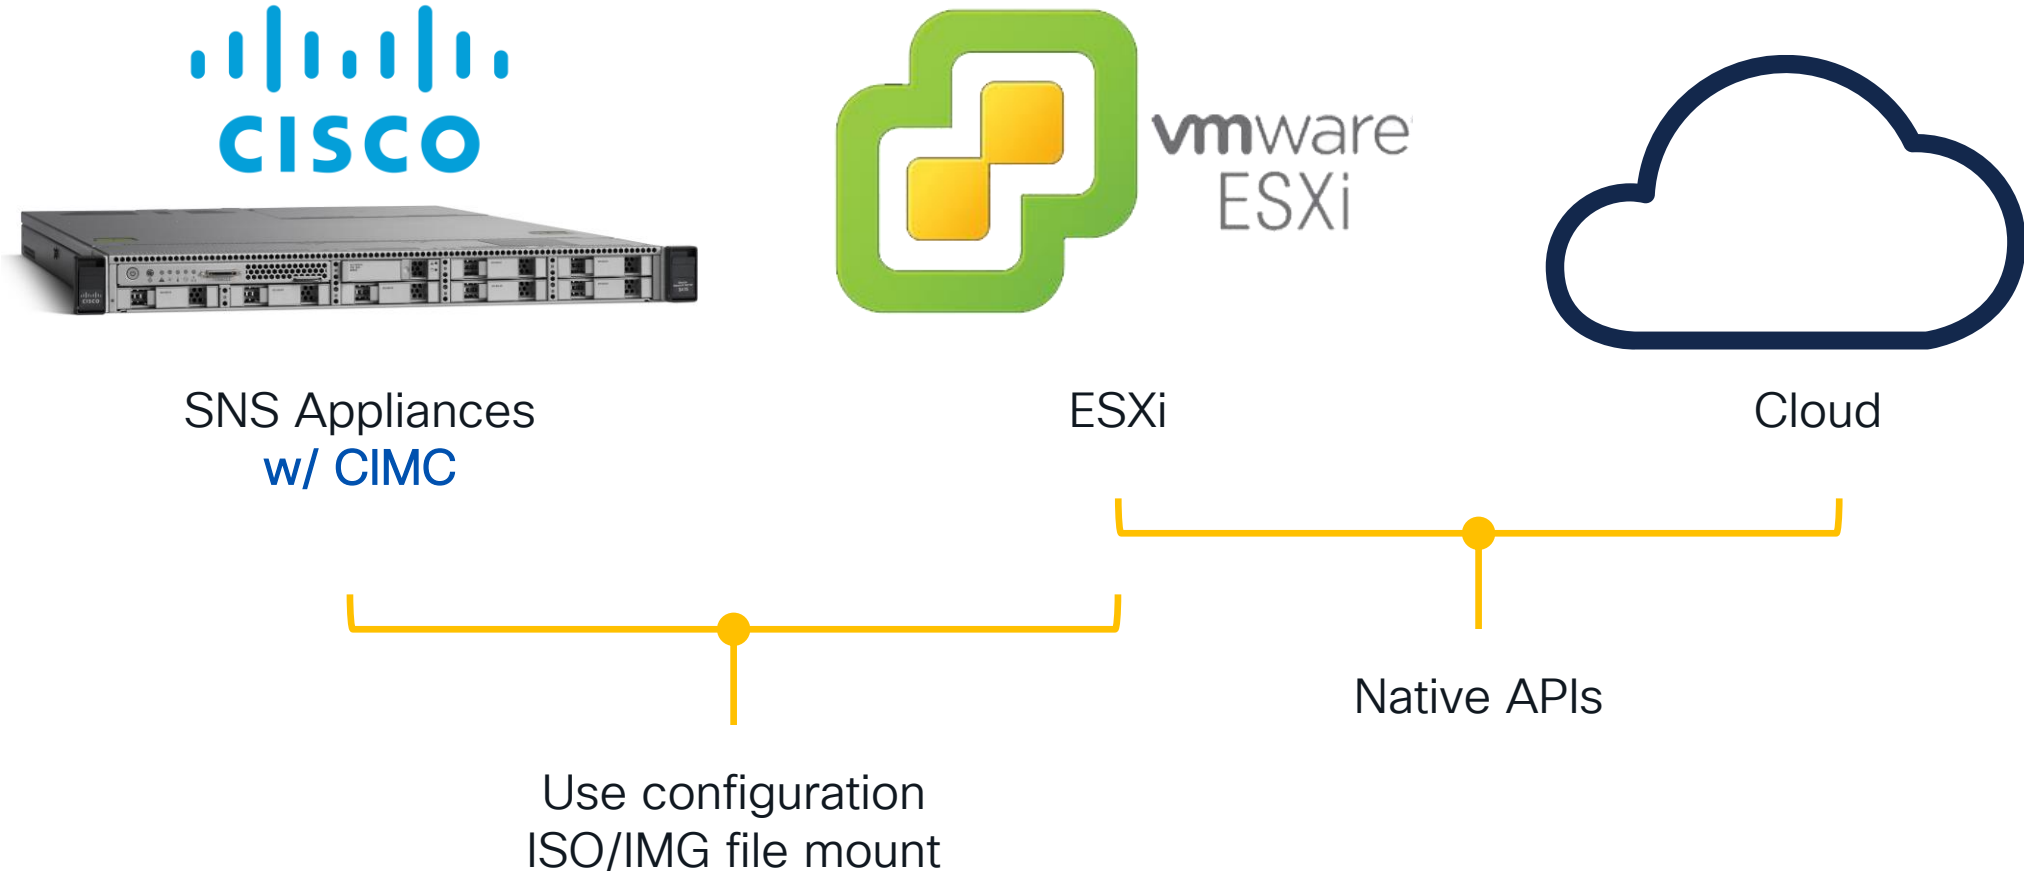 CISCO
vmware
ESXi
SNS Appliances
w/ CIMC
ESXi
Cloud
Native APIs
Use configuration
ISO/IMG file mount